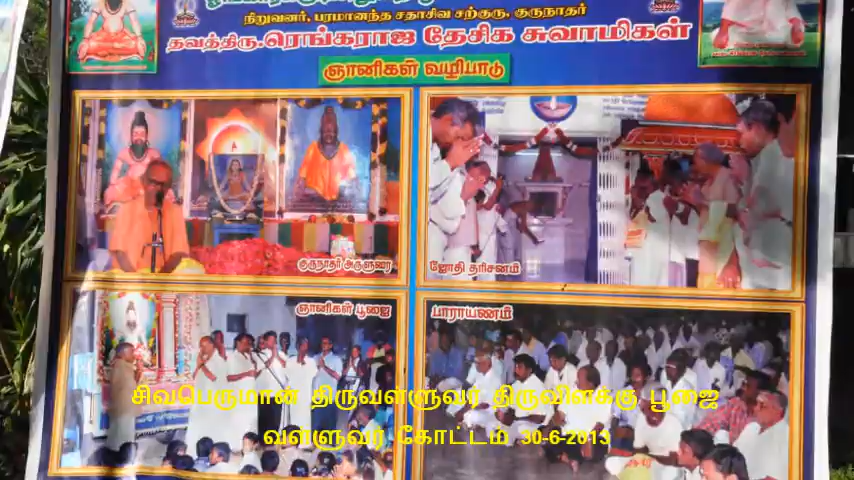 நிறுவனர், பரமானந்த சதாசிவ சற்குரு, குருநாதர்
தவத்திரு.ரெங்கராஜ தேசிக சுவாமிகள்
ஞானிகள் வழிபாடு
குருநாதர் அருளுரை
ஜோதி தரிசனம்
ஞானிகள் பூஜை
பாராயணம்
சிவபெருமான் திருவள்ளுவர் திருவிளக்கு பூஜை
வள்ளுவர் கோட்டம் 30-6-2013